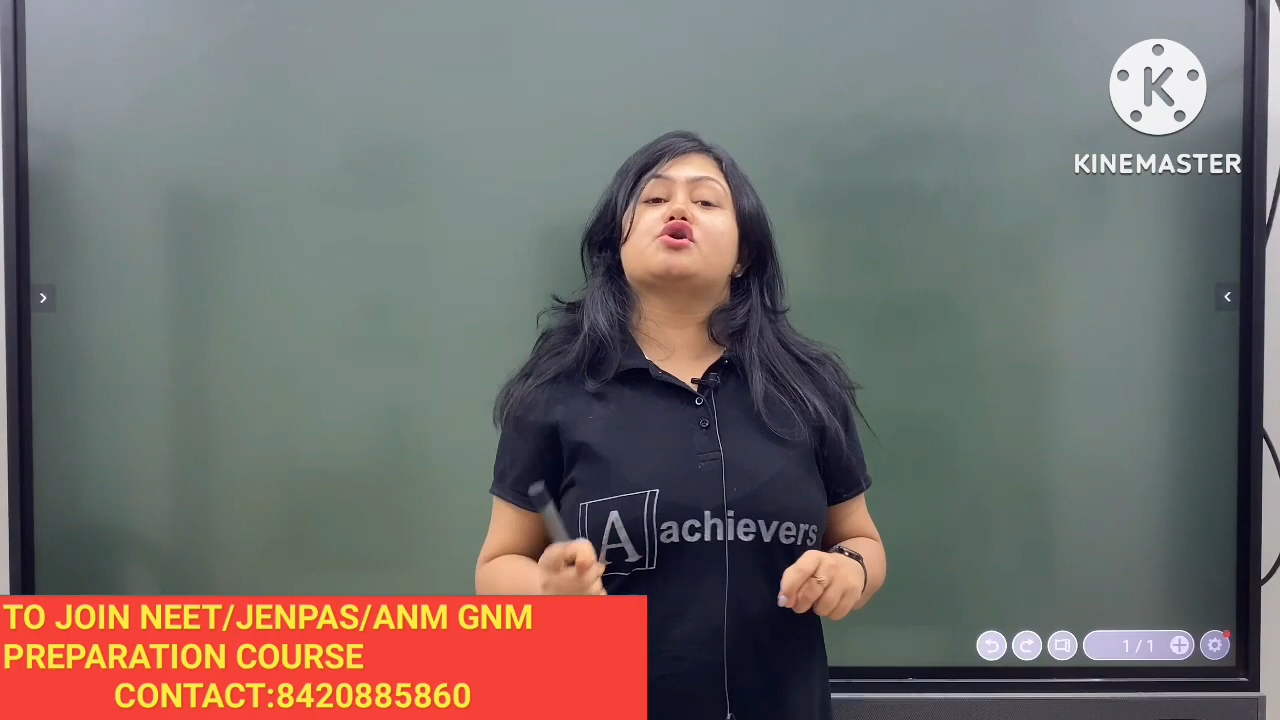 K
KINEMASTER
A achievers
1/1
TO JOIN NEET/JENPAS/ANM GNM
PREPARATION COURSE
CONTACT:8420885860